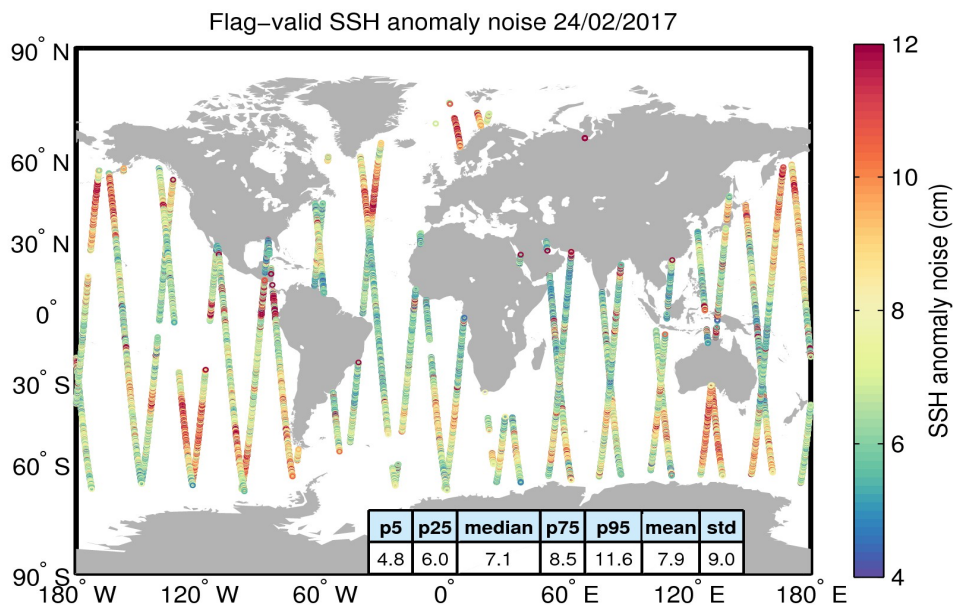 Flag−valid SSH anomaly noise 24/02/2017
90° N
60° N
30° N
0°
30° S
60° S
90° S
180° W
120° W
60° W
0°
60° E
120° E
180° E
p5 p25 median p75 p95 mean std
4.8 6.0 7.1 8.5 11.6 7.9 9.0
12
10
8
6
4
SSH anomaly noise (cm)